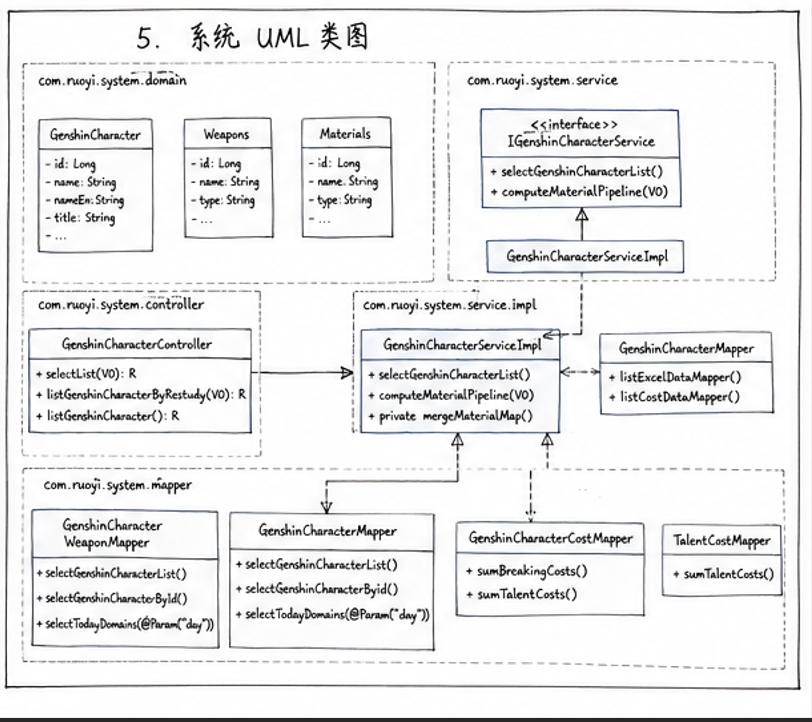 5. 系统 UML 类图
com.ruoyi.system.domain
GenshinCharacter
- id: Long
- name: String
- nameEn: String
- title: String
- ...
Weapons
- id: Long
- name: String
- type: String
- ...
Materials
- id: Long
- name. String
- type: String
- ...
com.ruoyi.system.service
<<interface>>
IGenshinCharacterService
+ selectGenshinCharacterList()
+ computeMaterialPipeline(VO)
GenshinCharacterServiceImpl
com.ruoyi.system.controller
GenshinCharacterController
+ selectList(VO): R
+ listGenshinCharacterByRestudy(VO): R
+ listGenshinCharacter(): R
com.ruoyi.system.service.impl
GenshinCharacterServiceImpl
+ selectGenshinCharacterList()
+ computeMaterialPipeline(VO)
+ private mergeMaterialMap()
GenshinCharacterMapper
+ listExcelDataMapper()
+ listCostDataMapper()
com.ruoyi.system.mapper
GenshinCharacter
WeaponMapper
+ selectGenshinCharacterList()
+ selectGenshinCharacterById()
+ selectTodayDomains(@Param("day"))
GenshinCharacterMapper
+ selectGenshinCharacterList()
+ selectGenshinCharacterByid()
+ selectTodayDomains(@Param("day"))
GenshinCharacterCostMapper
+ sumBreakingCosts()
+ sumTalentCosts()
TalentCostMapper
+ sumTalentCosts()